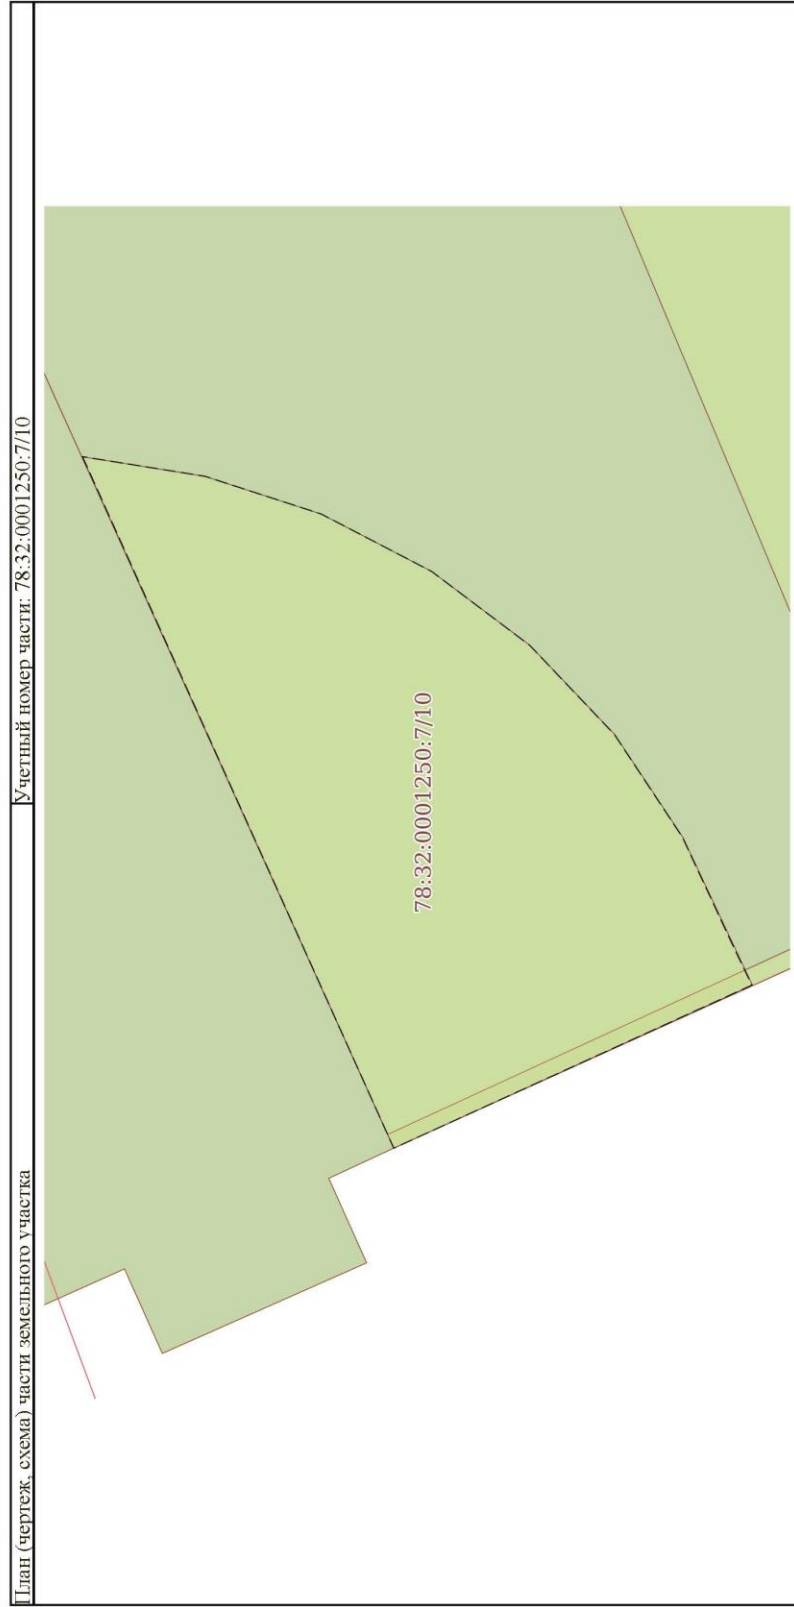 План (чертеж, схема) части земельного участка
Учетный номер части: 78:32:0001250:7/10
78:32:0001250:7/10